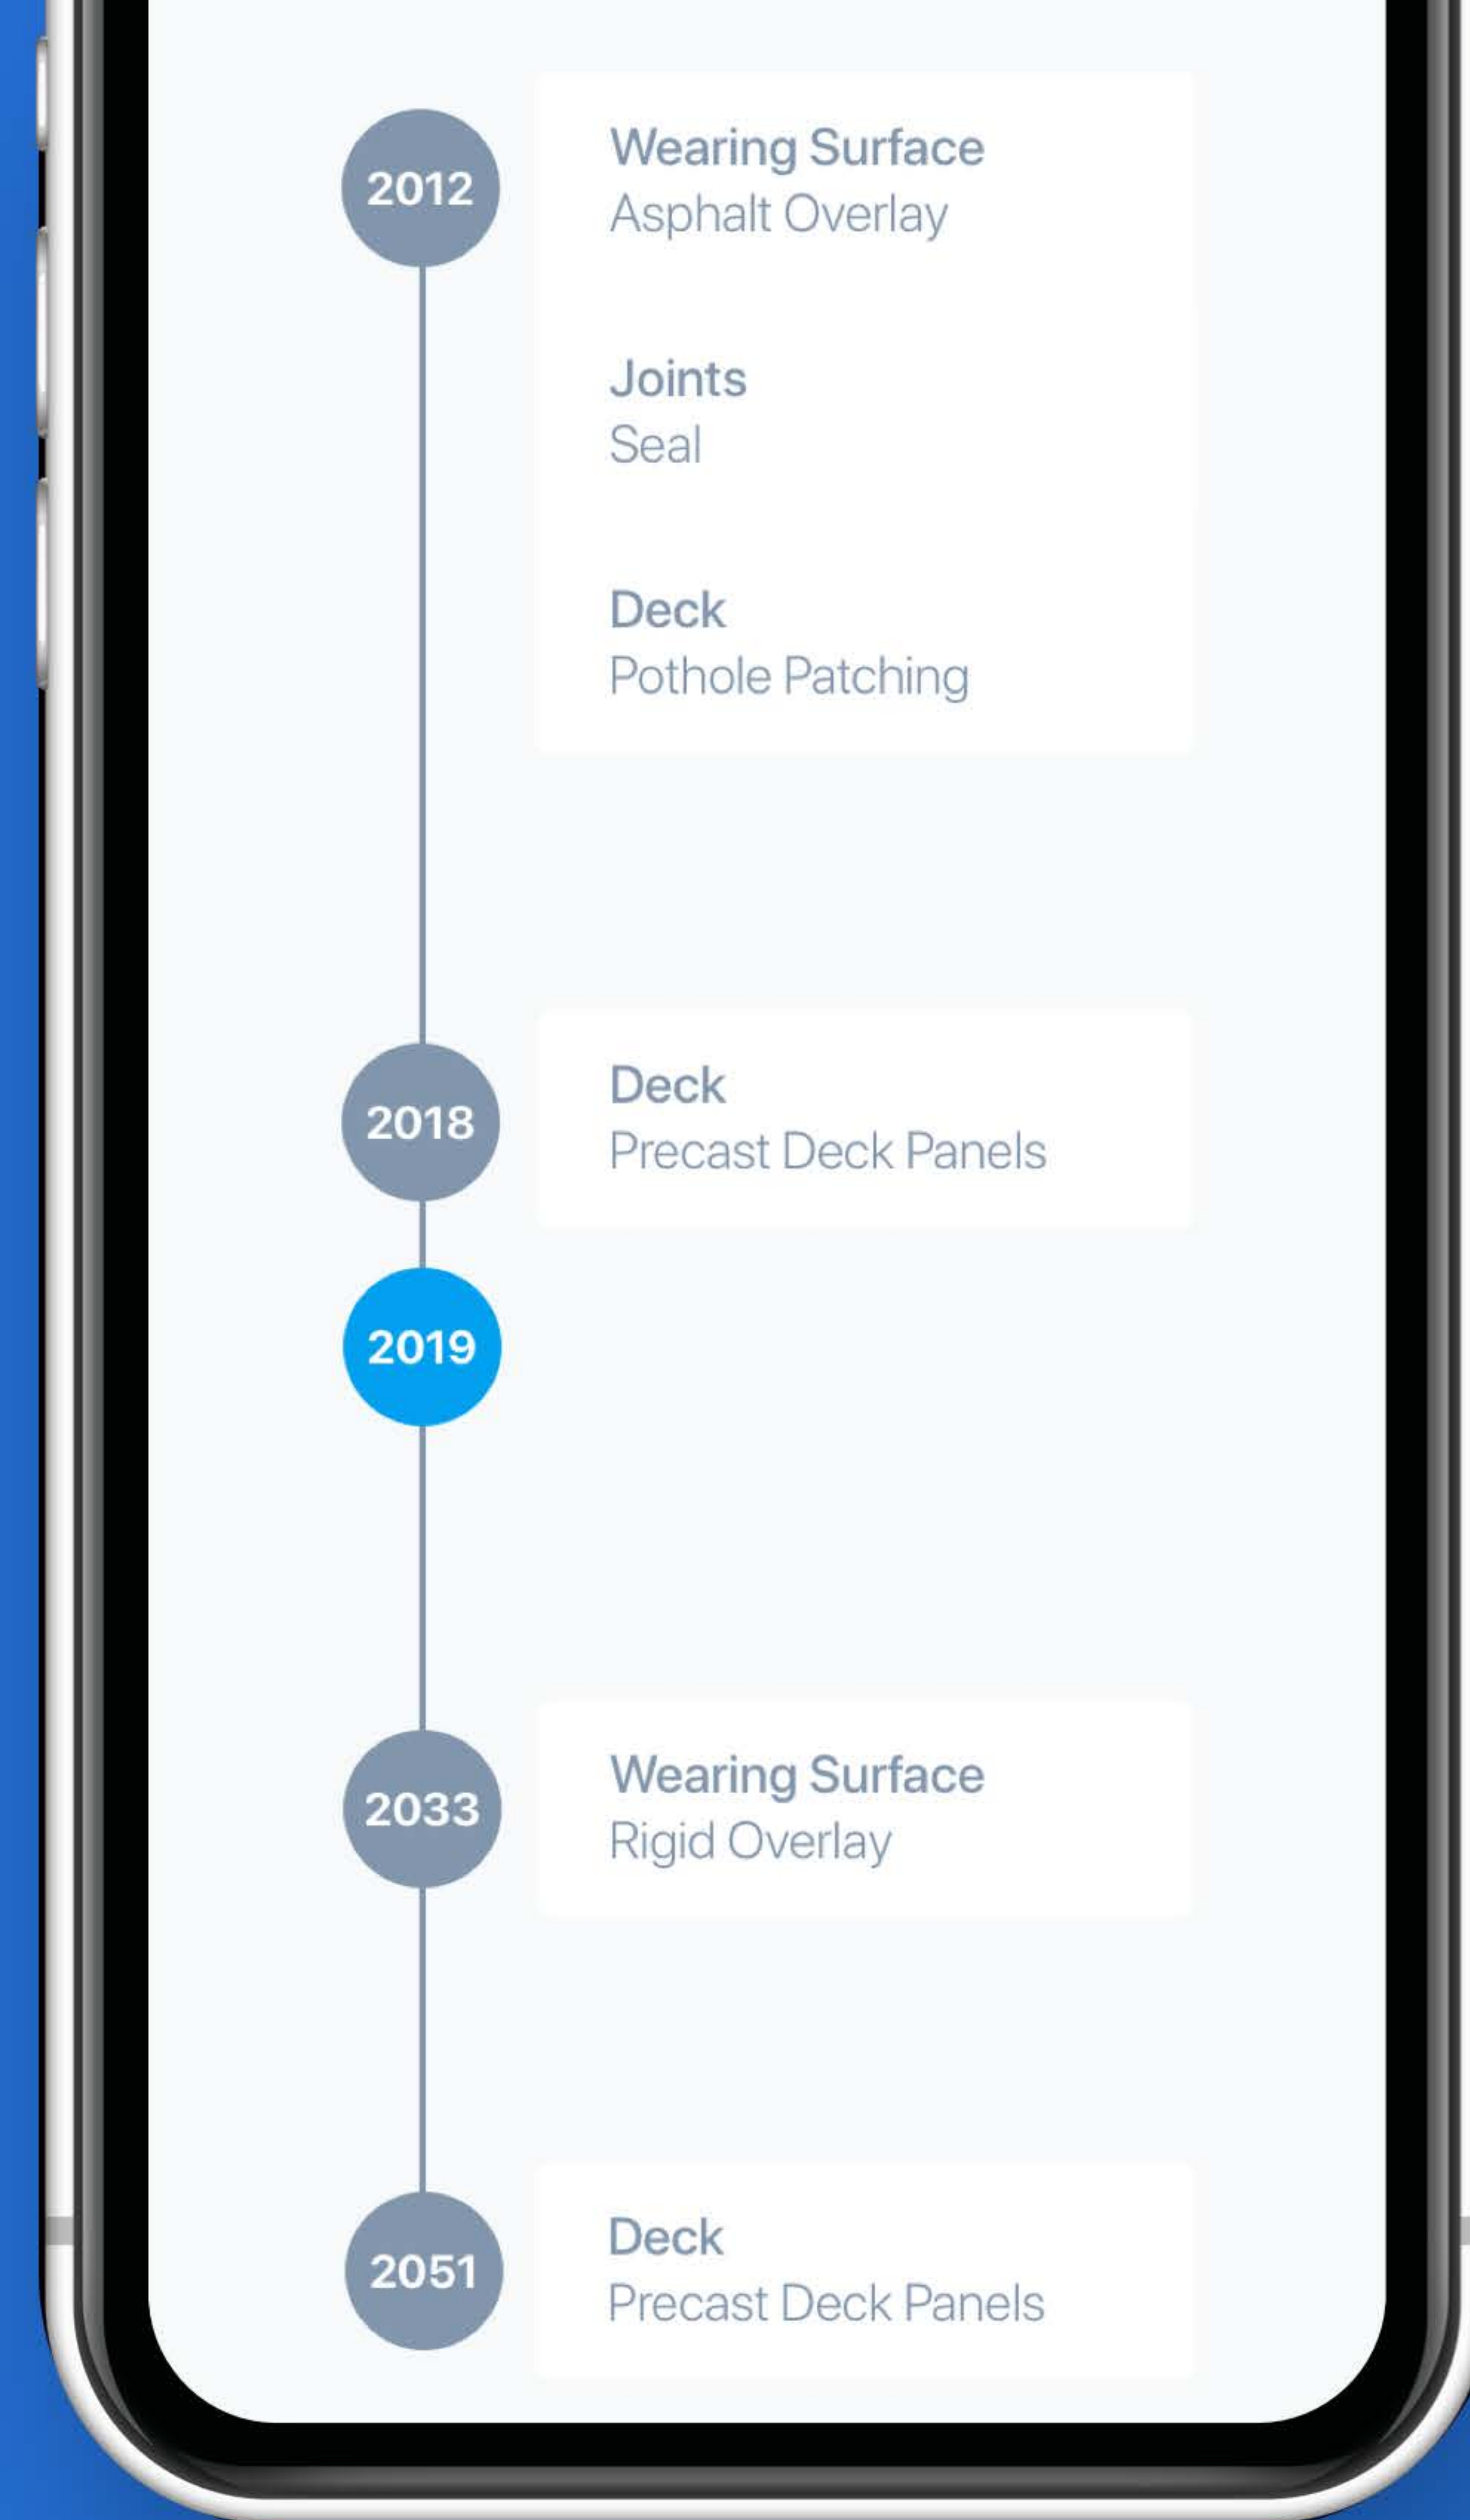 2012
Wearing Surface
Asphalt Overlay
Joints
Seal
Deck
Pothole Patching
2018
Deck
Precast Deck Panels
2019
2033
Wearing Surface
Rigid Overlay
2051
Deck
Precast Deck Panels